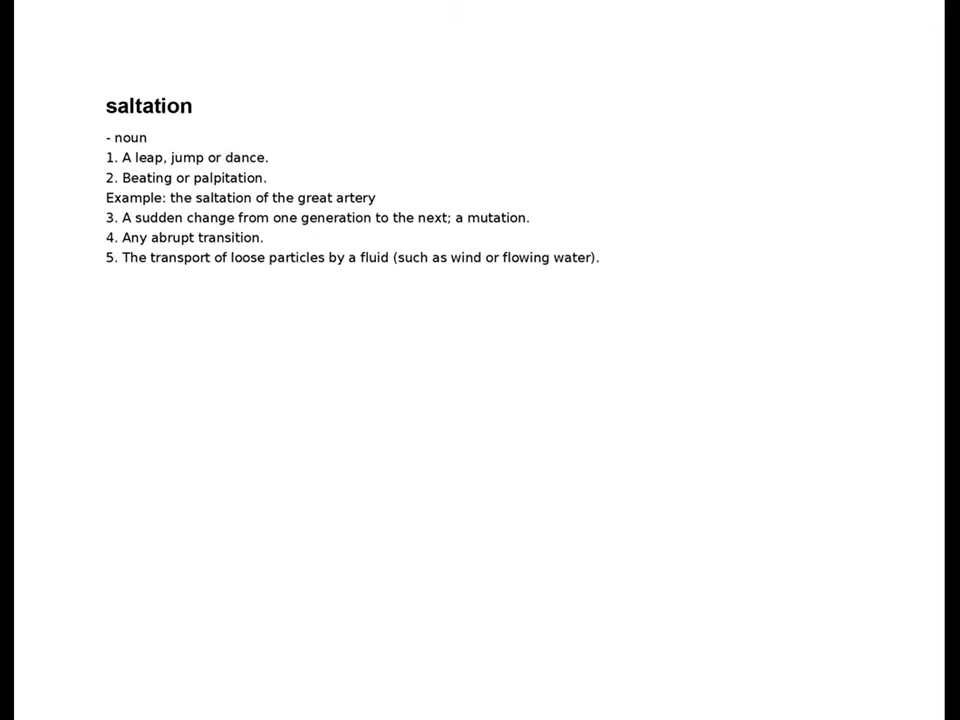 saltation
- noun
1. A leap, jump or dance.
2. Beating or palpitation.
Example: the saltation of the great artery
3. A sudden change from one generation to the next; a mutation.
4. Any abrupt transition.
5. The transport of loose particles by a fluid (such as wind or flowing water).